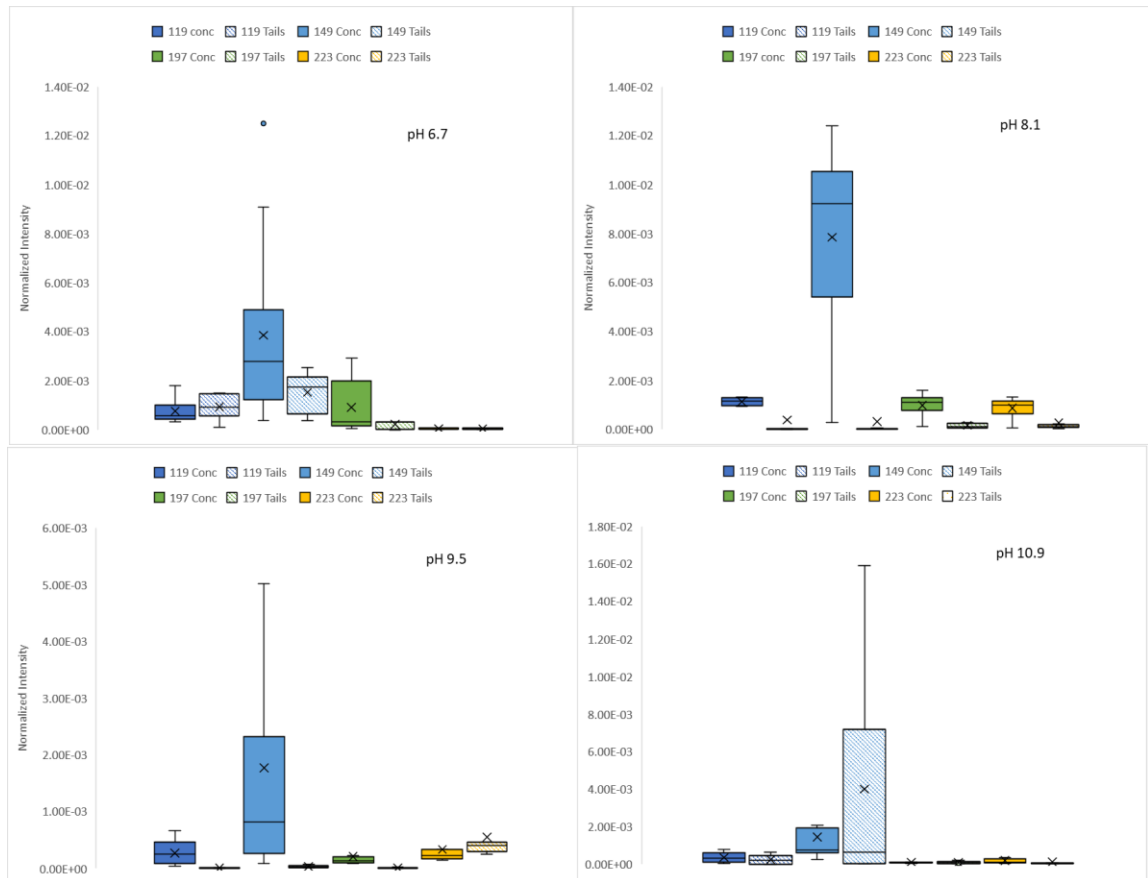 119 conc 119 Tails 149 Conc 149 Tails
197 Conc 197 Tails 223 Conc 223 Tails
1.40E-02
1.20E-02
1.00E-02
8.00E-03
6.00E-03
4.00E-03
2.00E-03
0.00E+00
Normalized Intensity
pH 6.7
119 Conc 119 Tails 149 Conc 149 Tails
197 conc 197 Tails 223 Conc 223 Tails
1.40E-02
1.20E-02
1.00E-02
8.00E-03
6.00E-03
4.00E-03
2.00E-03
0.00E+00
Normalized Intensity
pH 8.1
119 Conc 119 Tails 149 Conc 149 Tails
197 Conc 197 Tails 223 Conc 223 Tails
6.00E-03
5.00E-03
4.00E-03
3.00E-03
2.00E-03
1.00E-03
0.00E+00
Normalized Intensity
pH 9.5
119 Conc 119 Tails 149 Conc 149 Tails
197 Conc 197 Tails 223 Conc 223 Tails
1.80E-02
1.60E-02
1.40E-02
1.20E-02
1.00E-02
8.00E-03
6.00E-03
4.00E-03
2.00E-03
0.00E+00
Normalized Intensity
pH 10.9